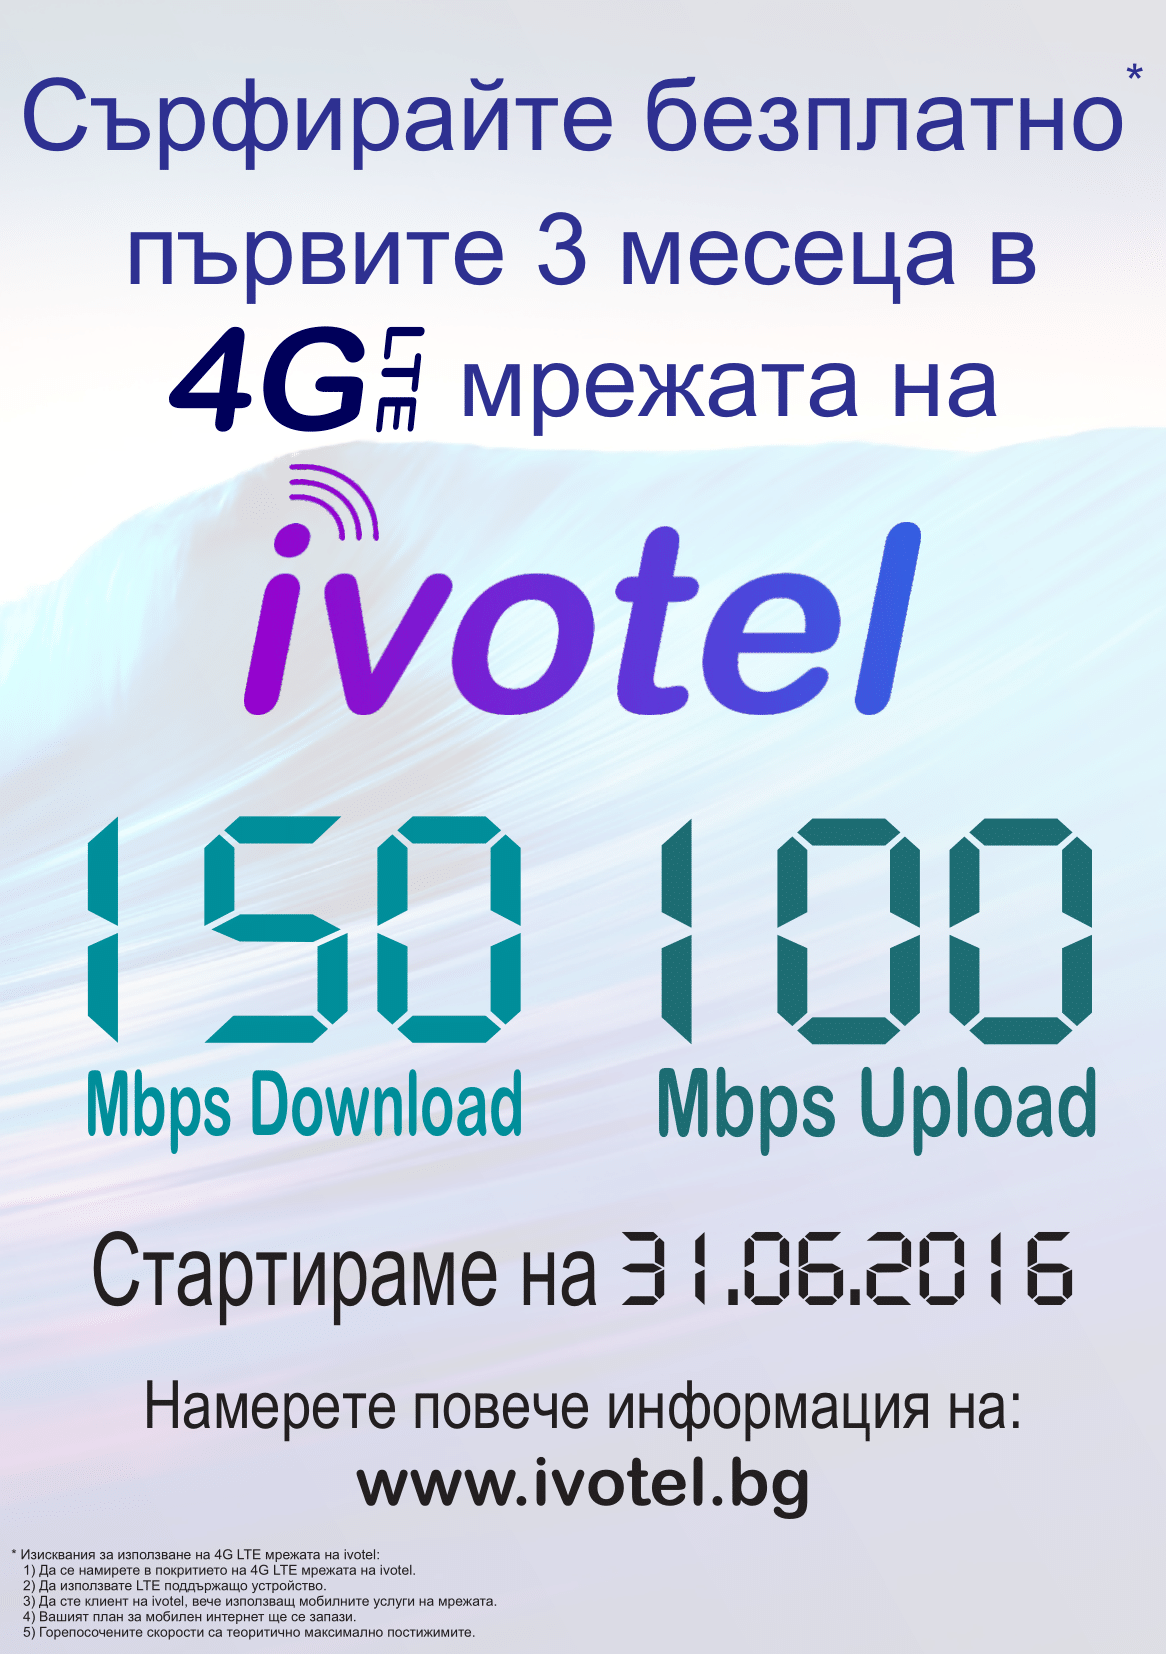 Сърфирайте безплатно*
първите 3 месеца в
4G LTE мрежата на
ivotel
150 100
Mbps Download Mbps Upload
Стартираме на 31.06.2016
Намерете повече информация на:
www.ivotel.bg
* Изисквания за използване на 4G LTE мрежата на ivotel:
1) Да се намирете в покритието на 4G LTE мрежата на ivotel.
2) Да използвате LTE поддържащо устройство.
3) Да сте клиент на ivotel, вече използващ мобилните услуги на мрежата.
4) Вашият план за мобилен интернет ще се запази.
5) Горепосочените скорости са теоритично максимално постижимите.